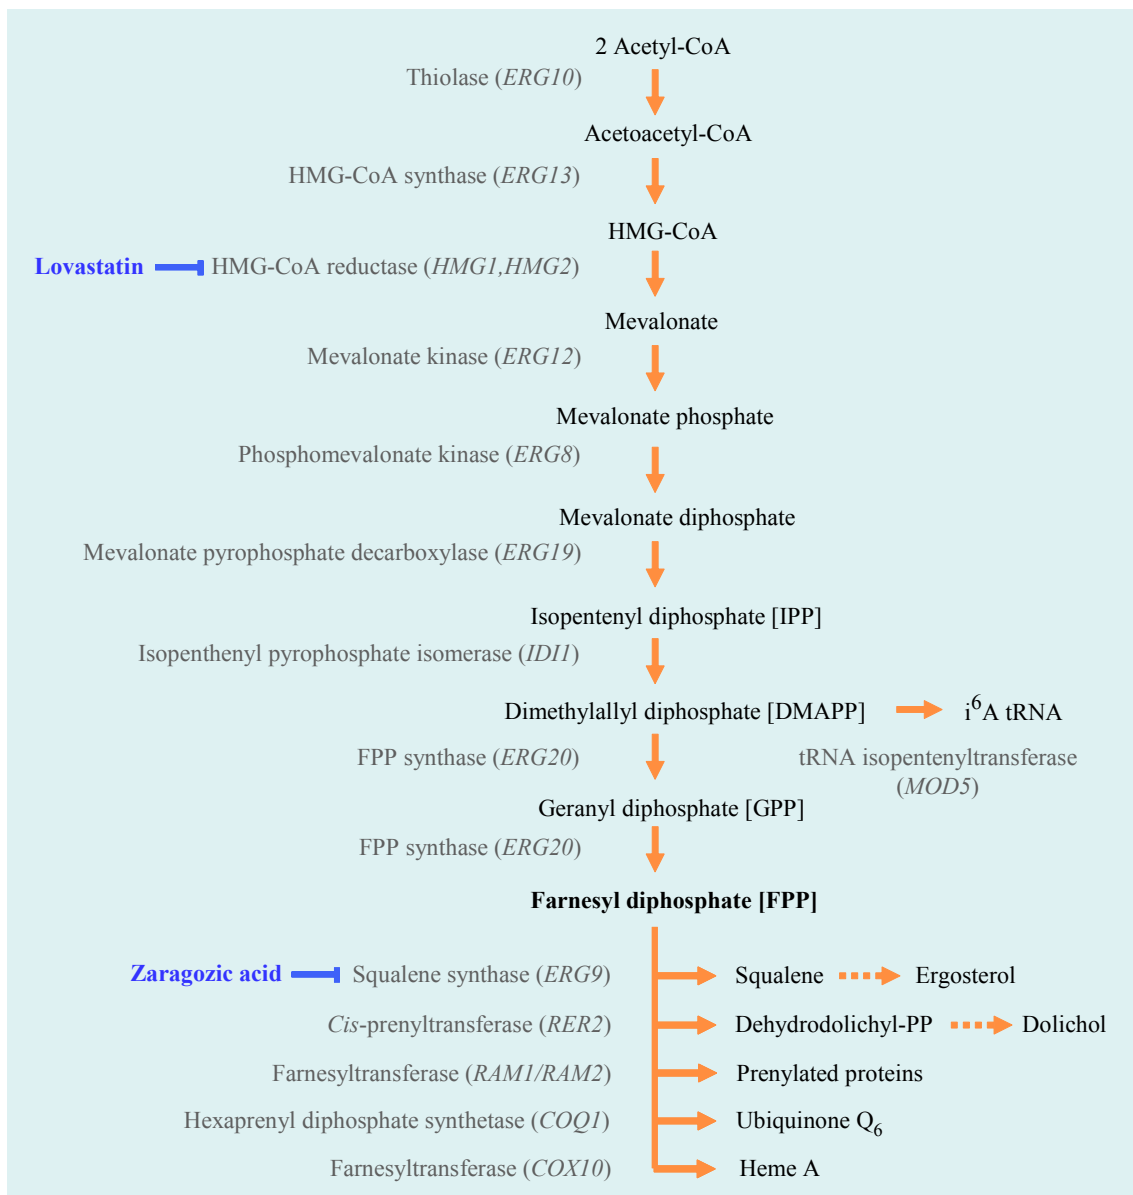 2 Acetyl-CoA
Thiolase (ERG10)
Acetoacetyl-CoA
HMG-CoA synthase (ERG13)
HMG-CoA
Lovastatin HMG-CoA reductase (HMG1,HMG2)
Mevalonate
Mevalonate kinase (ERG12)
Mevalonate phosphate
Phosphomevalonate kinase (ERG8)
Mevalonate diphosphate
Mevalonate pyrophosphate decarboxylase (ERG19)
Isopentenyl diphosphate [IPP]
Isopenthenyl pyrophosphate isomerase (IDI1)
Dimethylallyl diphosphate [DMAPP] i⁶A tRNA
FPP synthase (ERG20) tRNA isopentenyltransferase
(MOD5)
Geranyl diphosphate [GPP]
FPP synthase (ERG20)
Farnesyl diphosphate [FPP]
Zaragozic acid Squalene synthase (ERG9) Squalene Ergosterol
Cis-prenyltransferase (RER2) Dehydrodolichyl-PP Dolichol
Farnesyltransferase (RAM1/RAM2) Prenylated proteins
Hexaprenyl diphosphate synthetase (COQ1) Ubiquinone Q₆
Farnesyltransferase (COX10) Heme A